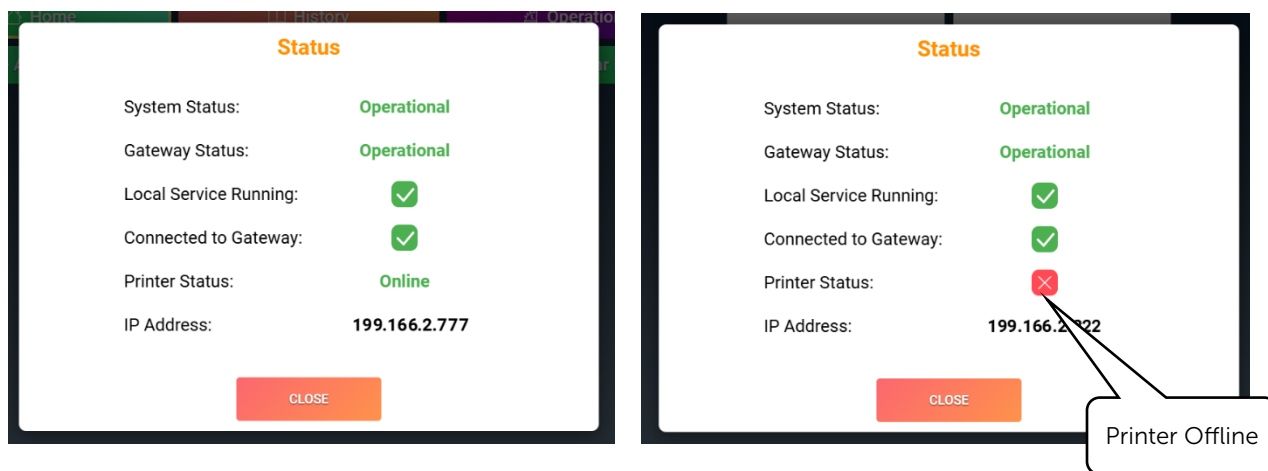 Home
History
Status
System Status: Operational
Gateway Status: Operational
Local Service Running:
Connected to Gateway:
Printer Status: Online
IP Address: 199.166.2.777
CLOSE
Status
System Status: Operational
Gateway Status: Operational
Local Service Running:
Connected to Gateway:
Printer Status:
IP Address:
CLOSE
Printer Offline